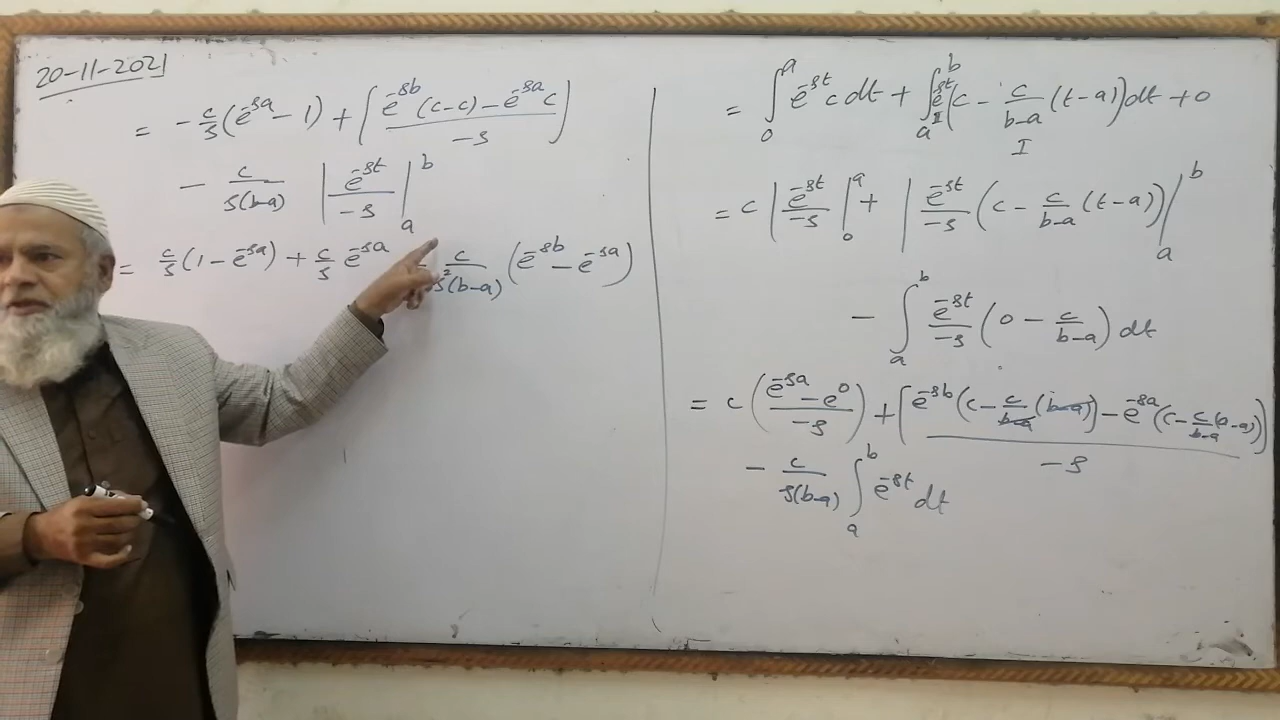 20-11-2021
= -c/s (e^-sa - 1) + [(e^-sb (c-c) - e^-sa c)/-s]
- c/s(b-a) | e^-st/-s |_a^b
= c/s (1 - e^-sa) + c/s e^-sa c/s²(b-a) (e^-sb - e^-sa)
= ∫_0^a e^-st c dt + ∫_a^b e^-st (c - c/b-a (t-a)) dt + 0
I
= c | e^-st/-s |_0^a + | e^-st/-s (c - c/b-a (t-a)) |_a^b
- ∫_a^b e^-st/-s (0 - c/b-a) dt
= c ((e^-sa - e^0)/-s) + [(e^-sb (c - c/b-a (b-a)) - e^-sa (c - c/b-a (a-a)))/-s]
- c/s(b-a) ∫_a^b e^-st dt